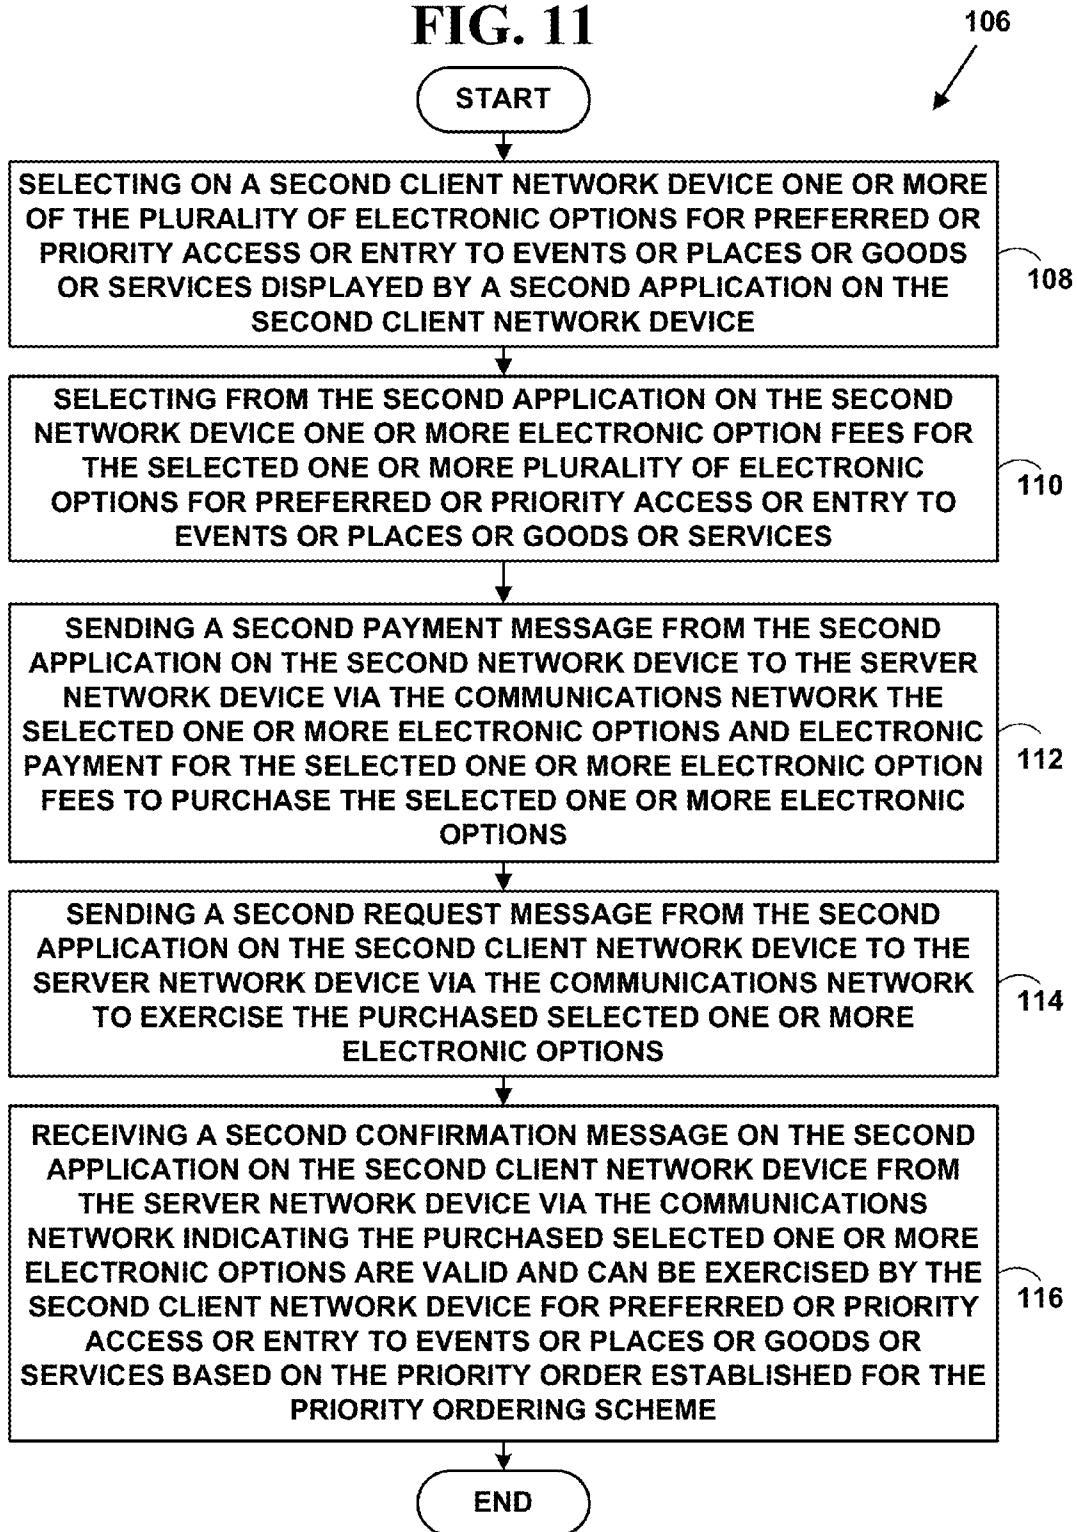 FIG. 11
106
START
SELECTING ON A SECOND CLIENT NETWORK DEVICE ONE OR MORE
OF THE PLURALITY OF ELECTRONIC OPTIONS FOR PREFERRED OR
PRIORITY ACCESS OR ENTRY TO EVENTS OR PLACES OR GOODS
OR SERVICES DISPLAYED BY A SECOND APPLICATION ON THE
SECOND CLIENT NETWORK DEVICE
108
SELECTING FROM THE SECOND APPLICATION ON THE SECOND
NETWORK DEVICE ONE OR MORE ELECTRONIC OPTION FEES FOR
THE SELECTED ONE OR MORE PLURALITY OF ELECTRONIC
OPTIONS FOR PREFERRED OR PRIORITY ACCESS OR ENTRY TO
EVENTS OR PLACES OR GOODS OR SERVICES
110
SENDING A SECOND PAYMENT MESSAGE FROM THE SECOND
APPLICATION ON THE SECOND NETWORK DEVICE TO THE SERVER
NETWORK DEVICE VIA THE COMMUNICATIONS NETWORK THE
SELECTED ONE OR MORE ELECTRONIC OPTIONS AND ELECTRONIC
PAYMENT FOR THE SELECTED ONE OR MORE ELECTRONIC OPTION
FEES TO PURCHASE THE SELECTED ONE OR MORE ELECTRONIC
OPTIONS
112
SENDING A SECOND REQUEST MESSAGE FROM THE SECOND
APPLICATION ON THE SECOND CLIENT NETWORK DEVICE TO THE
SERVER NETWORK DEVICE VIA THE COMMUNICATIONS NETWORK
TO EXERCISE THE PURCHASED SELECTED ONE OR MORE
ELECTRONIC OPTIONS
114
RECEIVING A SECOND CONFIRMATION MESSAGE ON THE SECOND
APPLICATION ON THE SECOND CLIENT NETWORK DEVICE FROM
THE SERVER NETWORK DEVICE VIA THE COMMUNICATIONS
NETWORK INDICATING THE PURCHASED SELECTED ONE OR MORE
ELECTRONIC OPTIONS ARE VALID AND CAN BE EXERCISED BY THE
SECOND CLIENT NETWORK DEVICE FOR PREFERRED OR PRIORITY
ACCESS OR ENTRY TO EVENTS OR PLACES OR GOODS OR
SERVICES BASED ON THE PRIORITY ORDER ESTABLISHED FOR THE
PRIORITY ORDERING SCHEME
116
END